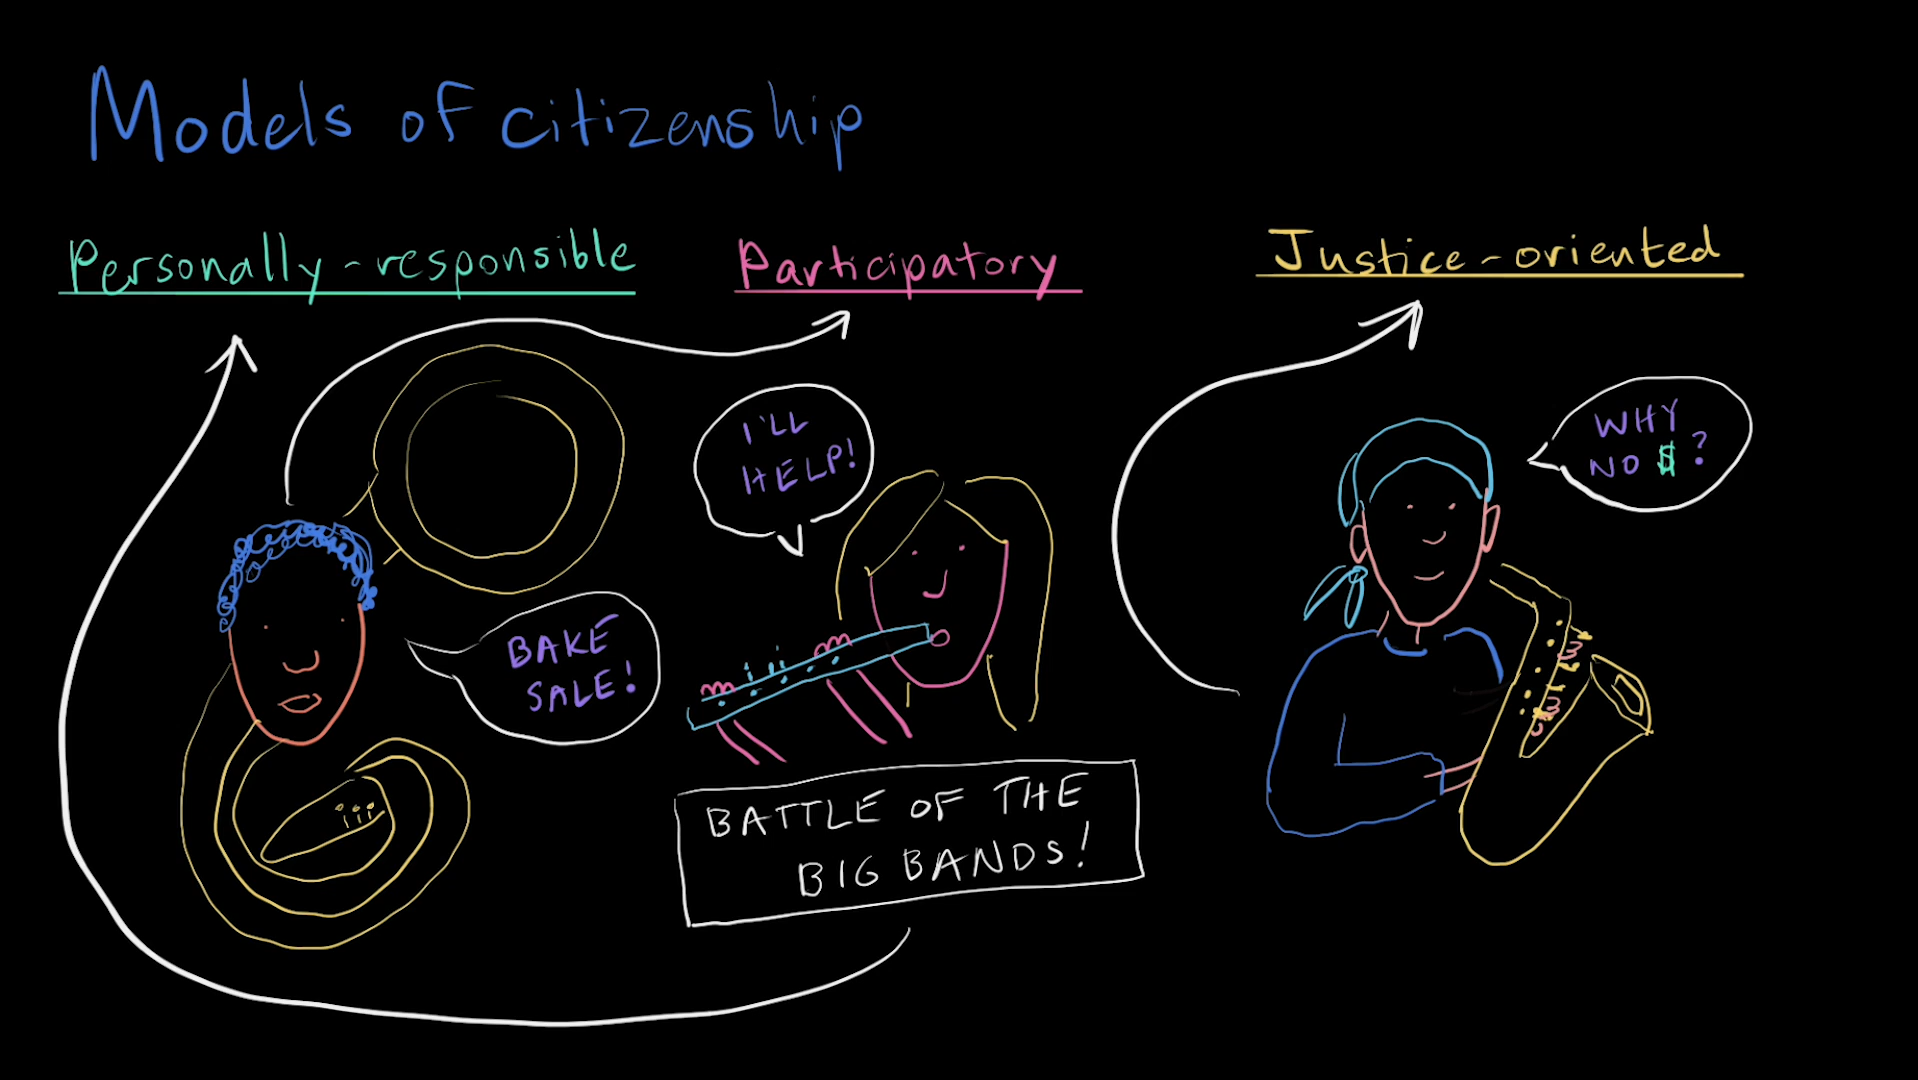 Models of citizenship
Personally-responsible
Participatory
Justice-oriented
I'LL
HELP!
WHY
NO $?
BAKE
SALE!
BATTLE OF THE
BIG BANDS!